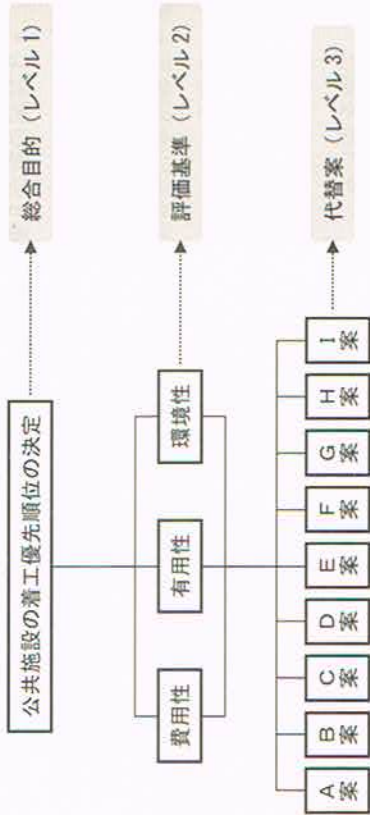 公共施設の着工優先順位の決定
総合目的（レベル1）
費用性
有用性
環境性
評価基準（レベル2）
A案
B案
C案
D案
E案
F案
G案
H案
I案
代替案（レベル3）